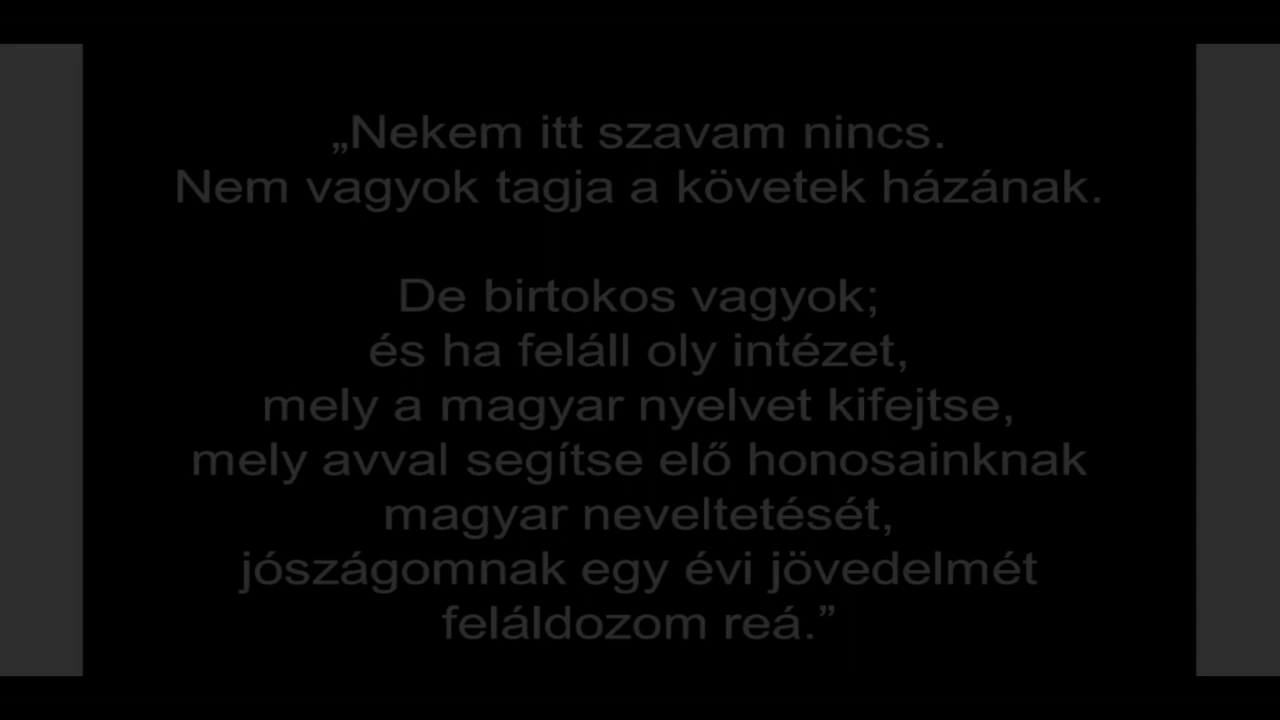 „Nekem itt szavam nincs.
Nem vagyok tagja a követek házának.
De birtokos vagyok;
és ha feláll oly intézet,
mely a magyar nyelvet kifejtse,
mely avval segítse elő honosainknak
magyar neveltetését,
jószágomnak egy évi jövedelmét
feláldozom reá.”